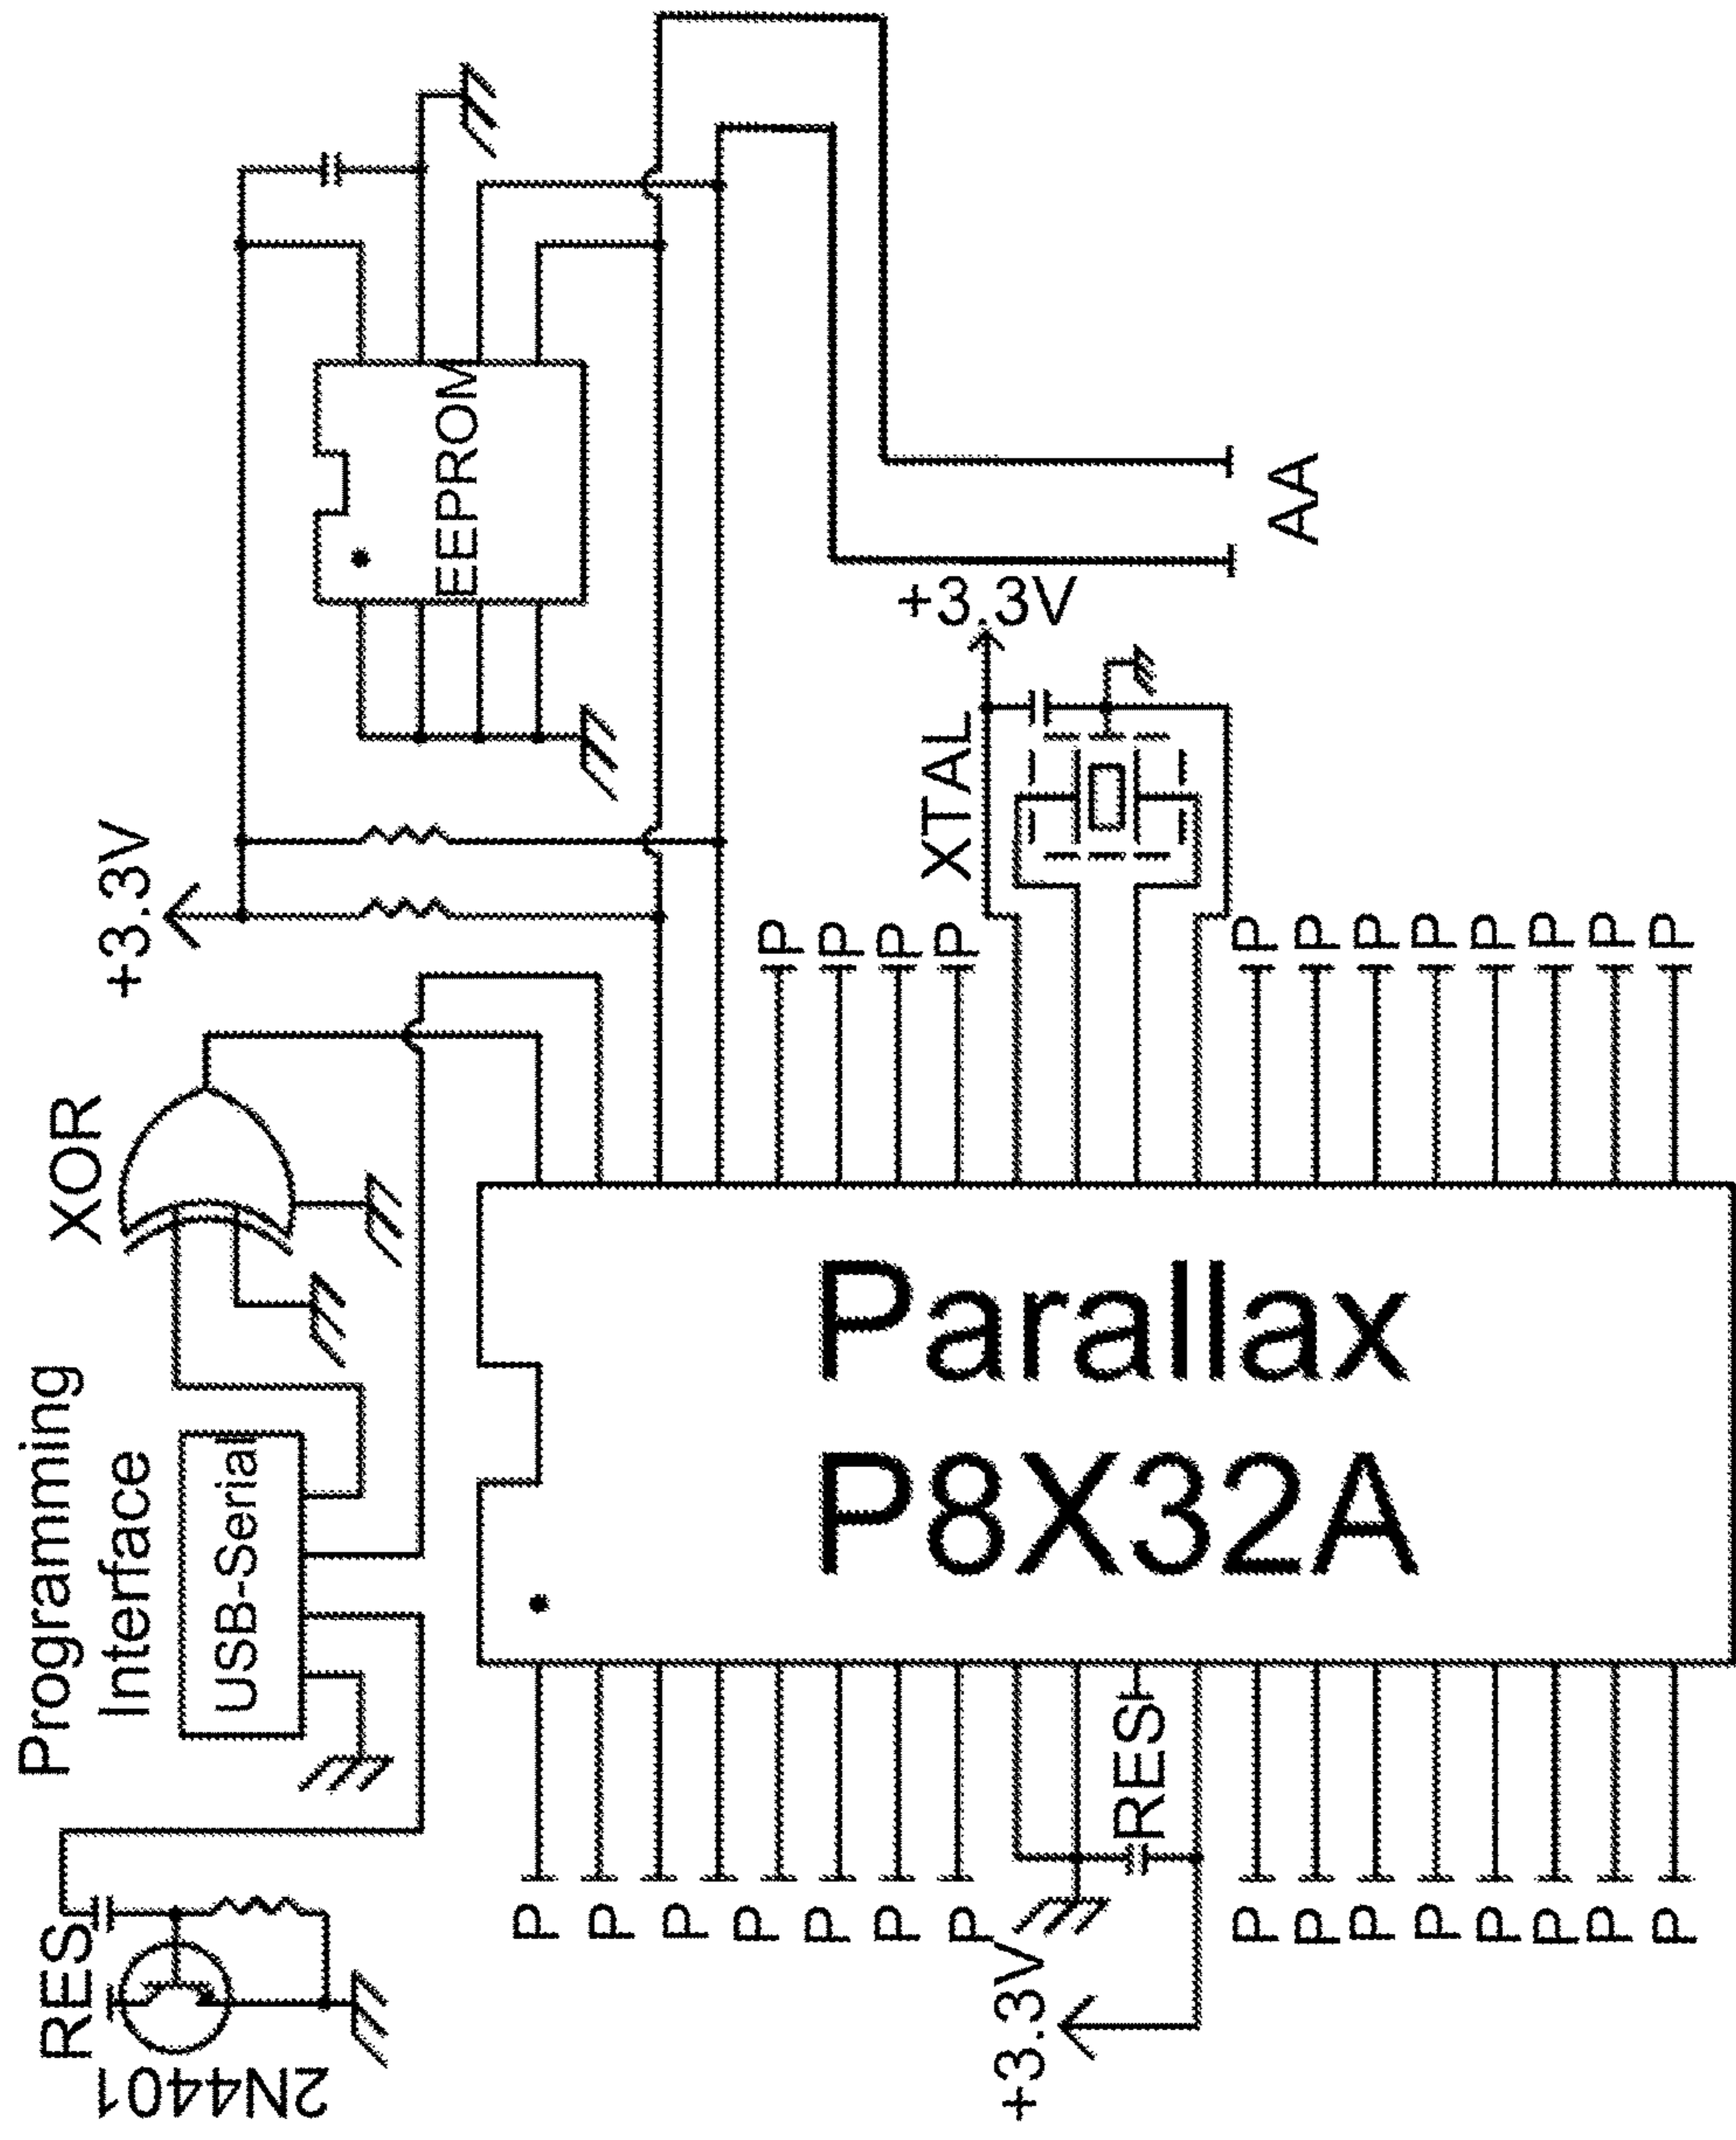 EEPROM
AA
+3.3V
XTAL
+3.3V
P P P P
P P P P P P P P
XOR
Programming
Interface
USB-Serial
Parallax
P8X32A
RES
RES
2N4401
P P P P P P P
+3.3V
P P P P P P P P